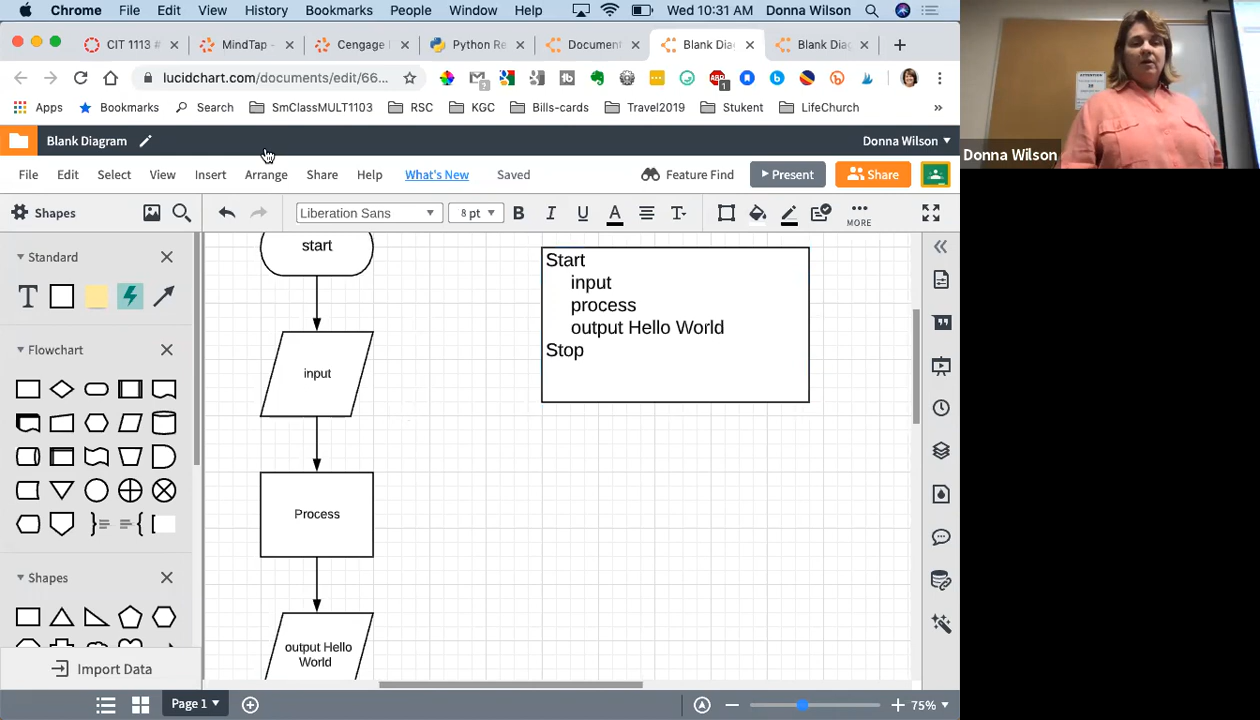 Chrome File Edit View History Bookmarks People Window Help Wed 10:31 AM Donna Wilson
CIT 1113 MindTap - Cengage Python Re Document Blank Dia Blank Diag
lucidchart.com/documents/edit/66...
Apps Bookmarks Search SmClassMULT1103 RSC KGC Bills-cards Travel2019 Stukent LifeChurch »
Blank Diagram Donna Wilson
File Edit Select View Insert Arrange Share Help What's New Saved Feature Find Present Share
Shapes Liberation Sans 8 pt B I U A T MORE
Standard
T
Flowchart
Shapes
Import Data
Page 1 75%
start
input
Process
output Hello
World
Start
input
process
output Hello World
Stop
ATTENTION
Donna Wilson